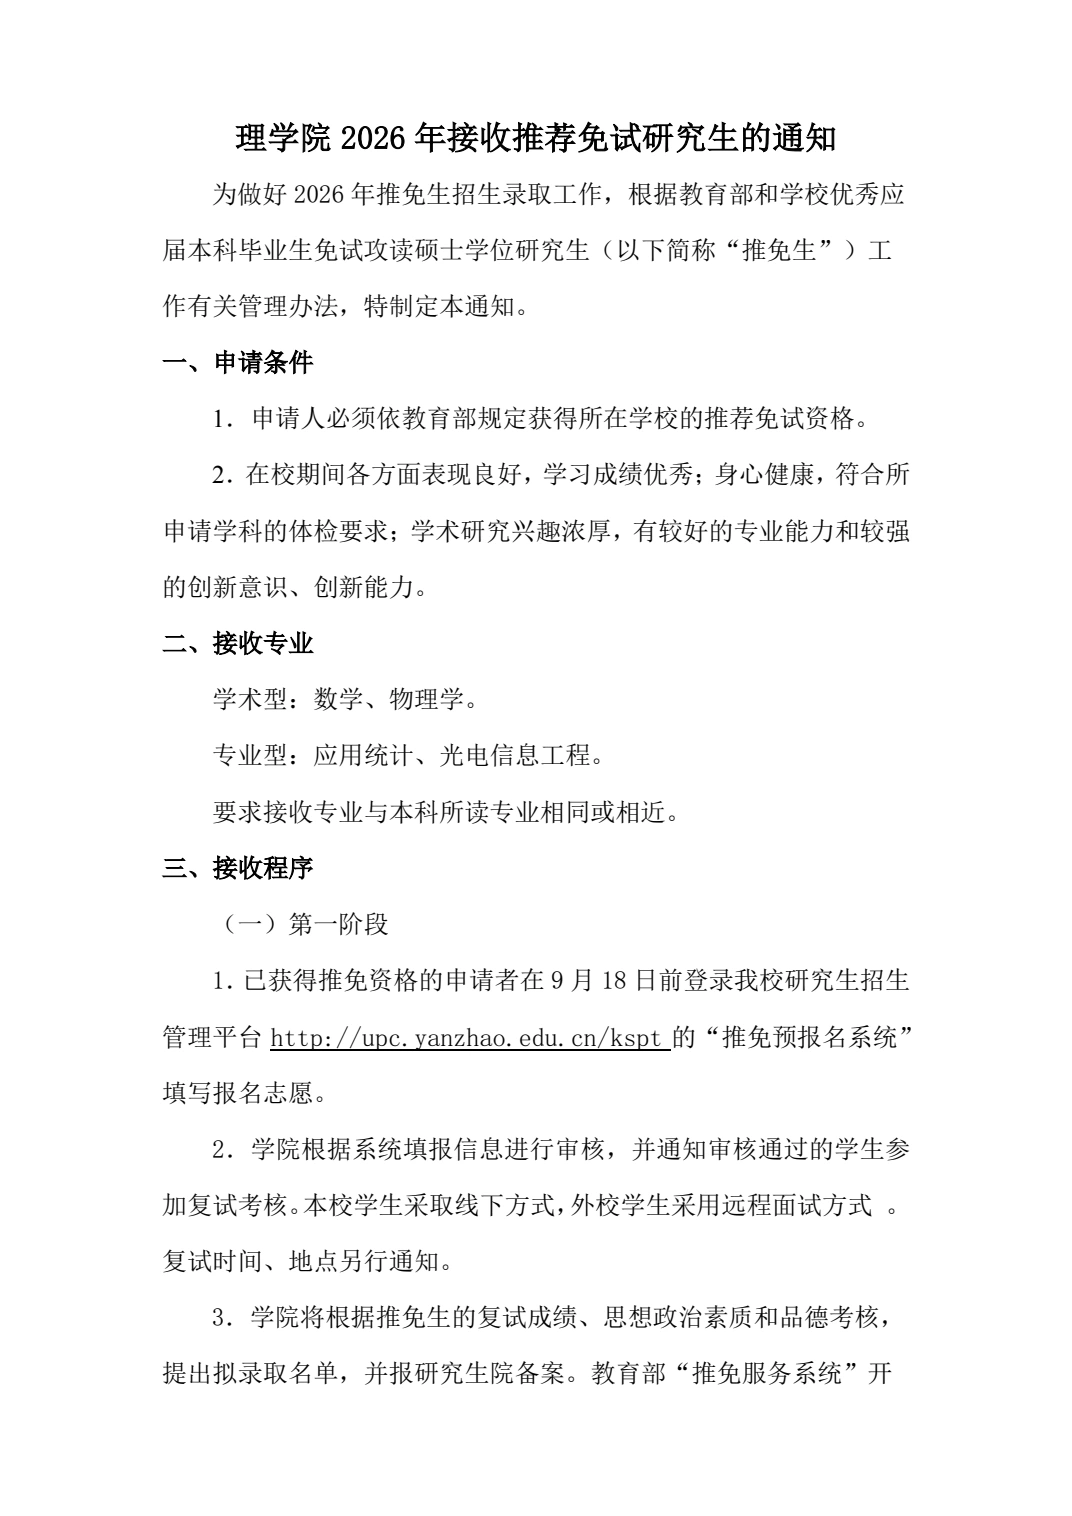 理学院 2026 年接收推荐免试研究生的通知
为做好 2026 年推免生招生录取工作，根据教育部和学校优秀应
届本科毕业生免试攻读硕士学位研究生（以下简称“推免生”）工
作有关管理办法，特制定本通知。
一、申请条件
1．申请人必须依教育部规定获得所在学校的推荐免试资格。
2．在校期间各方面表现良好，学习成绩优秀；身心健康，符合所
申请学科的体检要求；学术研究兴趣浓厚，有较好的专业能力和较强
的创新意识、创新能力。
二、接收专业
学术型：数学、物理学。
专业型：应用统计、光电信息工程。
要求接收专业与本科所读专业相同或相近。
三、接收程序
（一）第一阶段
1.已获得推免资格的申请者在 9 月 18 日前登录我校研究生招生
管理平台 http://upc.yanzhao.edu.cn/kspt 的“推免预报名系统”
填写报名志愿。
2．学院根据系统填报信息进行审核，并通知审核通过的学生参
加复试考核。本校学生采取线下方式，外校学生采用远程面试方式 。
复试时间、地点另行通知。
3．学院将根据推免生的复试成绩、思想政治素质和品德考核，
提出拟录取名单，并报研究生院备案。教育部“推免服务系统”开